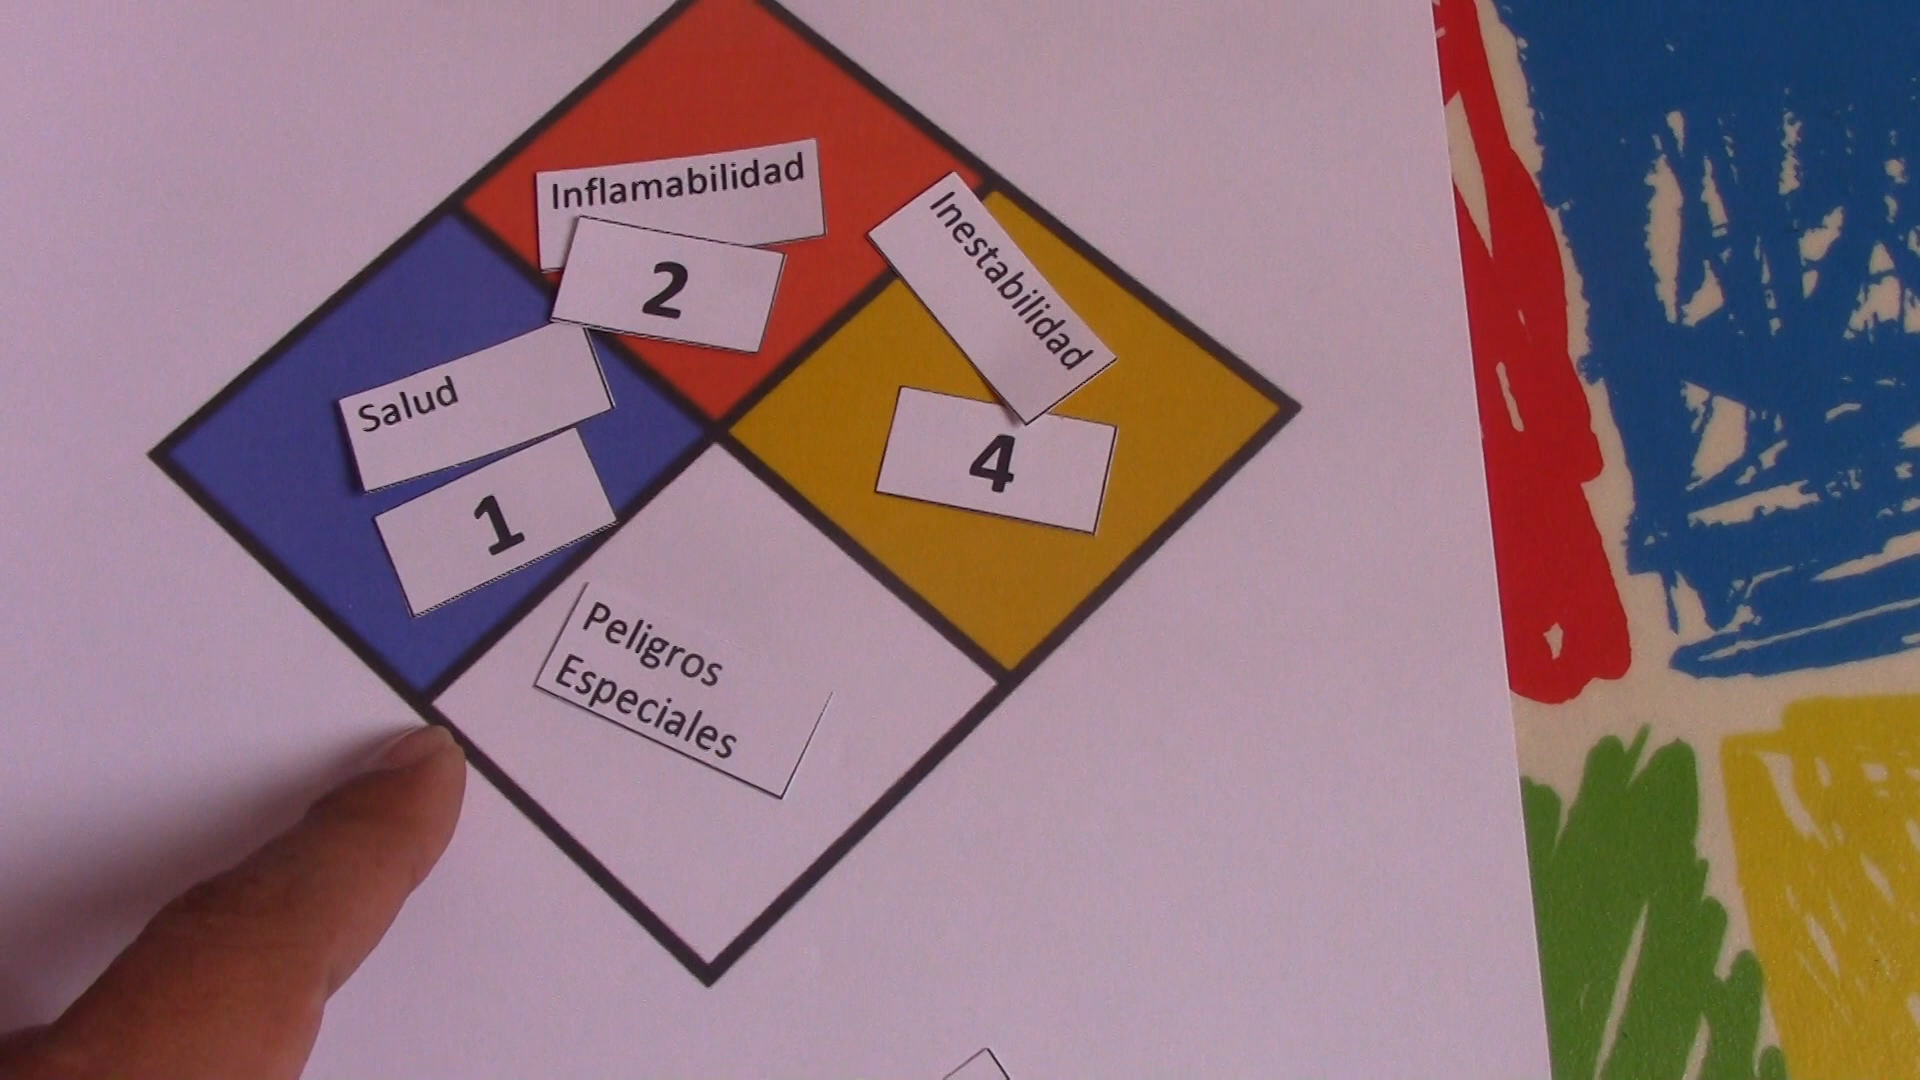 Inflamabilidad
2
Inestabilidad
4
Salud
1
Peligros
Especiales